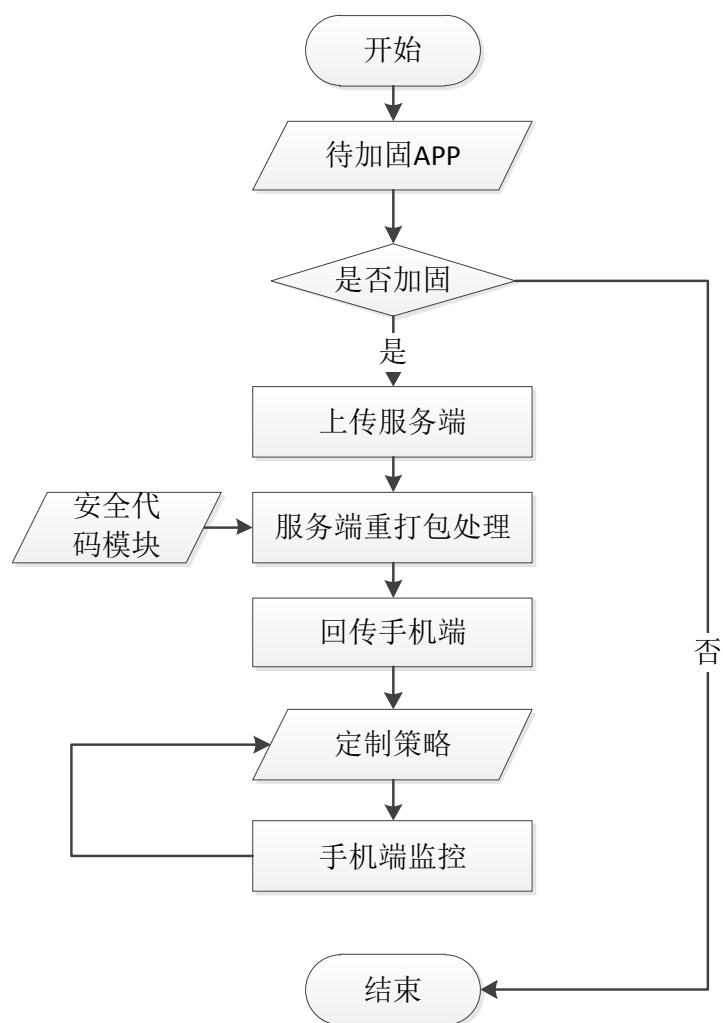 开始
待加固APP
是否加固
是
上传服务端
安全代
码模块
服务端重打包处理
回传手机端
否
定制策略
手机端监控
结束